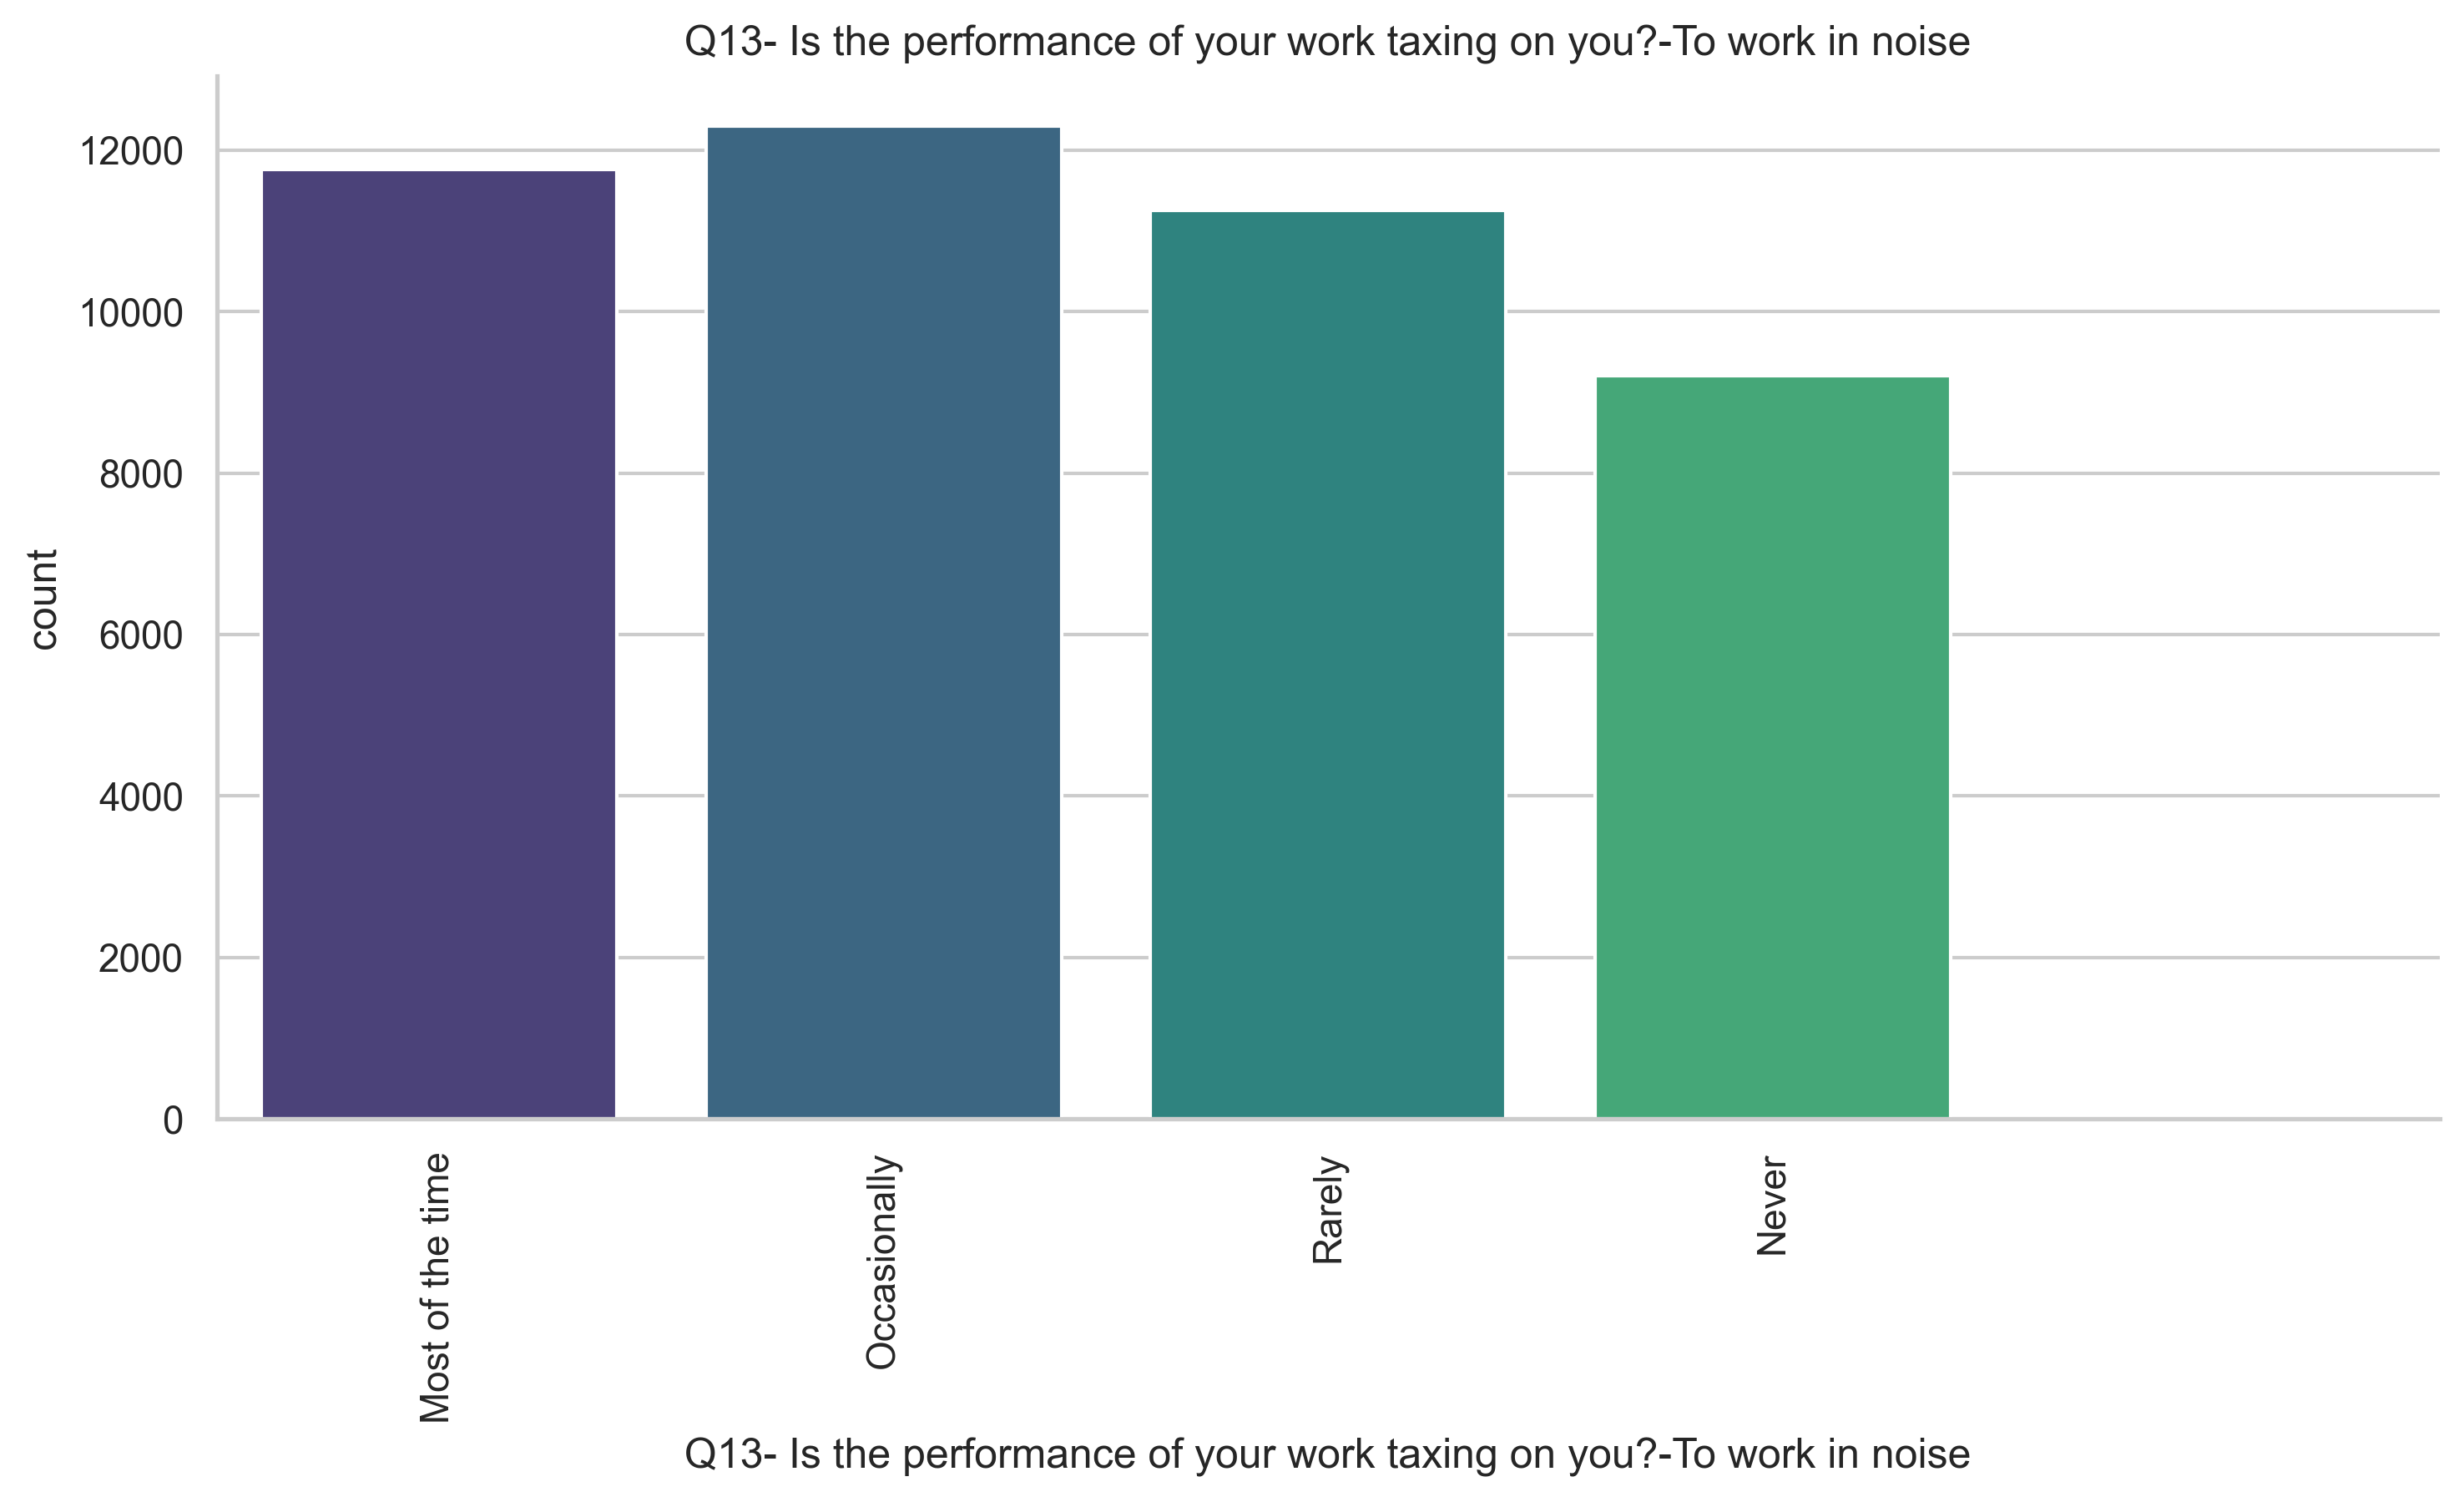 Q13- Is the performance of your work taxing on you?-To work in noise
12000
10000
8000
6000
4000
2000
0
count
Most of the time
Occasionally
Rarely
Never
Q13- Is the performance of your work taxing on you?-To work in noise